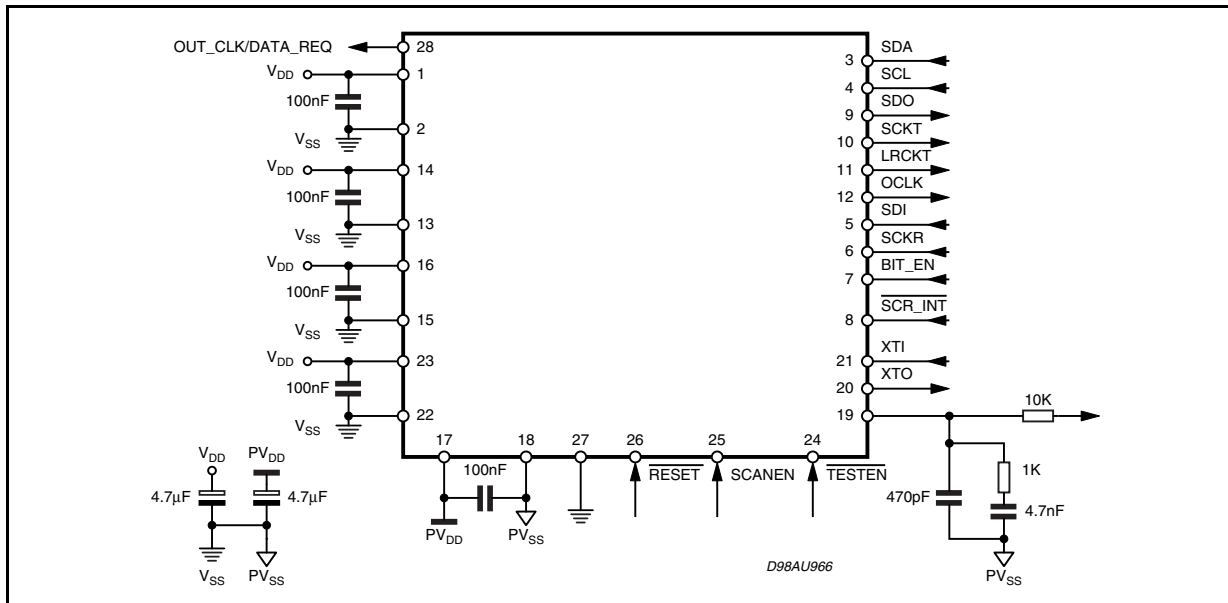 OUT_CLK/DATA_REQ
28
V_DD
1
100nF
V_SS
2
V_DD
14
100nF
V_SS
13
V_DD
16
100nF
V_SS
15
V_DD
23
100nF
V_SS
22
3 SDA
4 SCL
9 SDO
10 SCKT
11 LRCKT
12 OCLK
5 SDI
6 SCKR
7 BIT_EN
8 SCR_INT
21 XTI
20 XTO
19
10K
1K
470pF
4.7nF
PV_SS
17
18
27
26
25
24
100nF
RESET
SCANEN
TESTEN
PV_DD
PV_SS
V_DD
PV_DD
4.7μF
4.7μF
V_SS
PV_SS
D98AU966